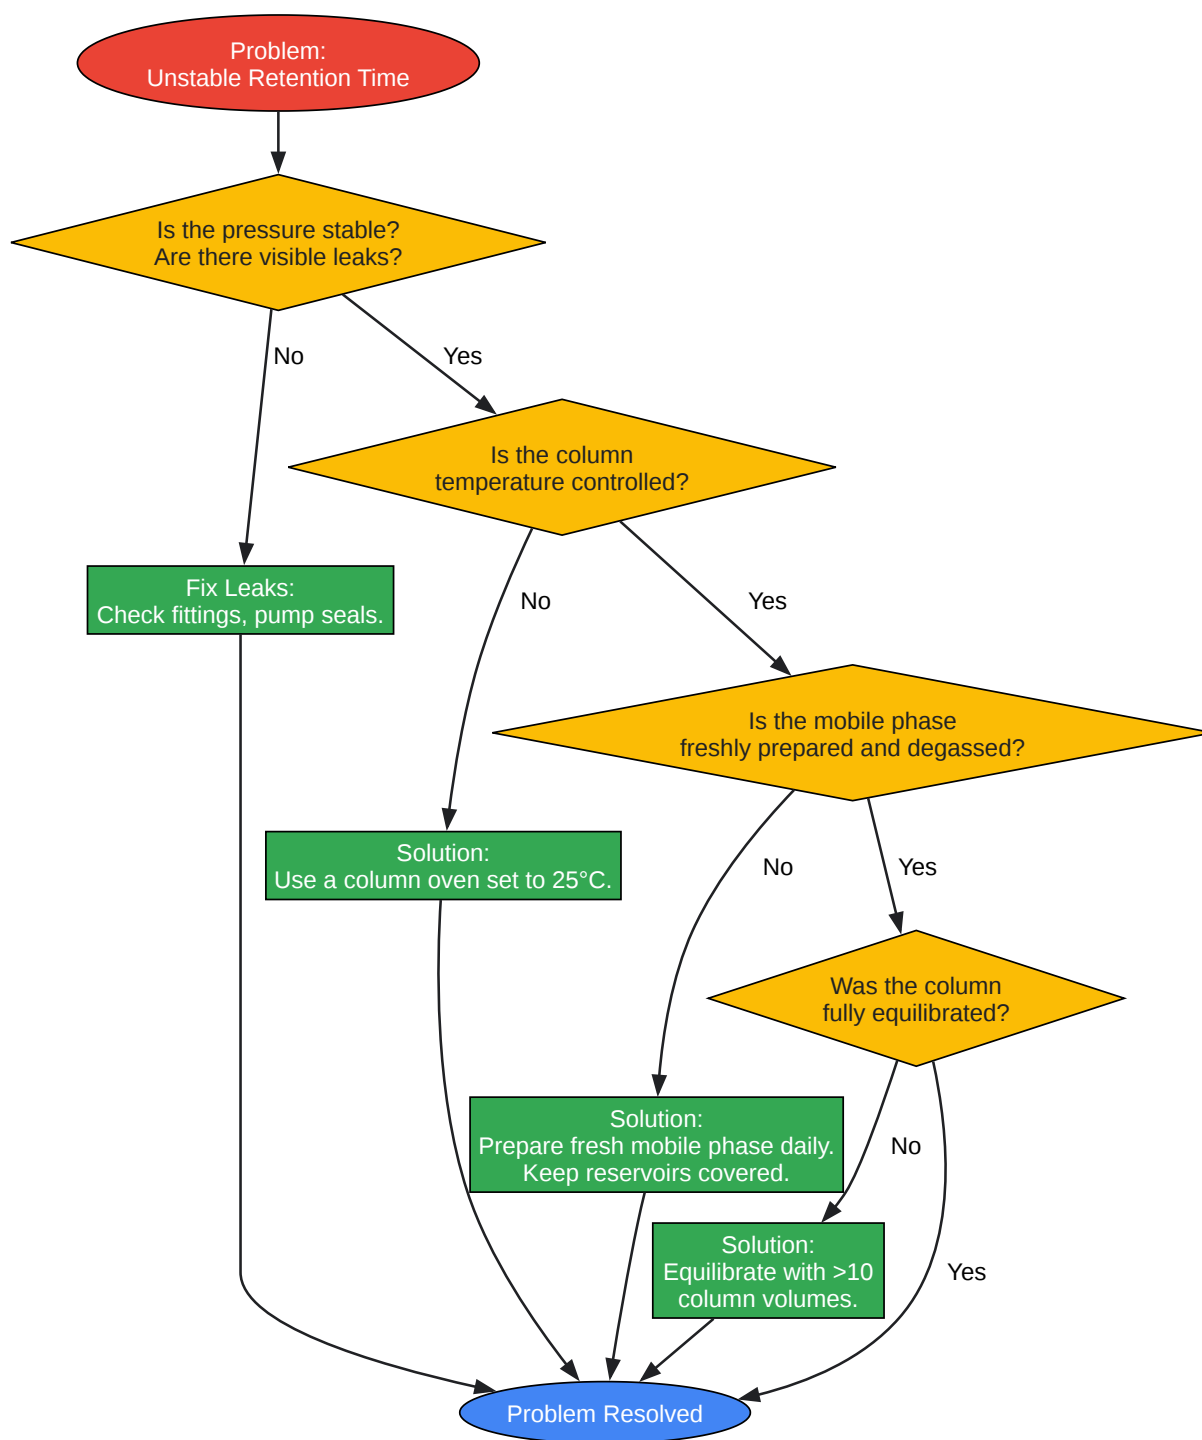 Problem:
Unstable Retention Time
Is the pressure stable?
Are there visible leaks?
No
Yes
Is the column
temperature controlled?
Fix Leaks:
Check fittings, pump seals.
No
Yes
Is the mobile phase
freshly prepared and degassed?
Solution:
Use a column oven set to 25°C.
No
Yes
Was the column
fully equilibrated?
Solution:
Prepare fresh mobile phase daily.
Keep reservoirs covered.
No
Solution:
Equilibrate with >10
column volumes.
Yes
Problem Resolved